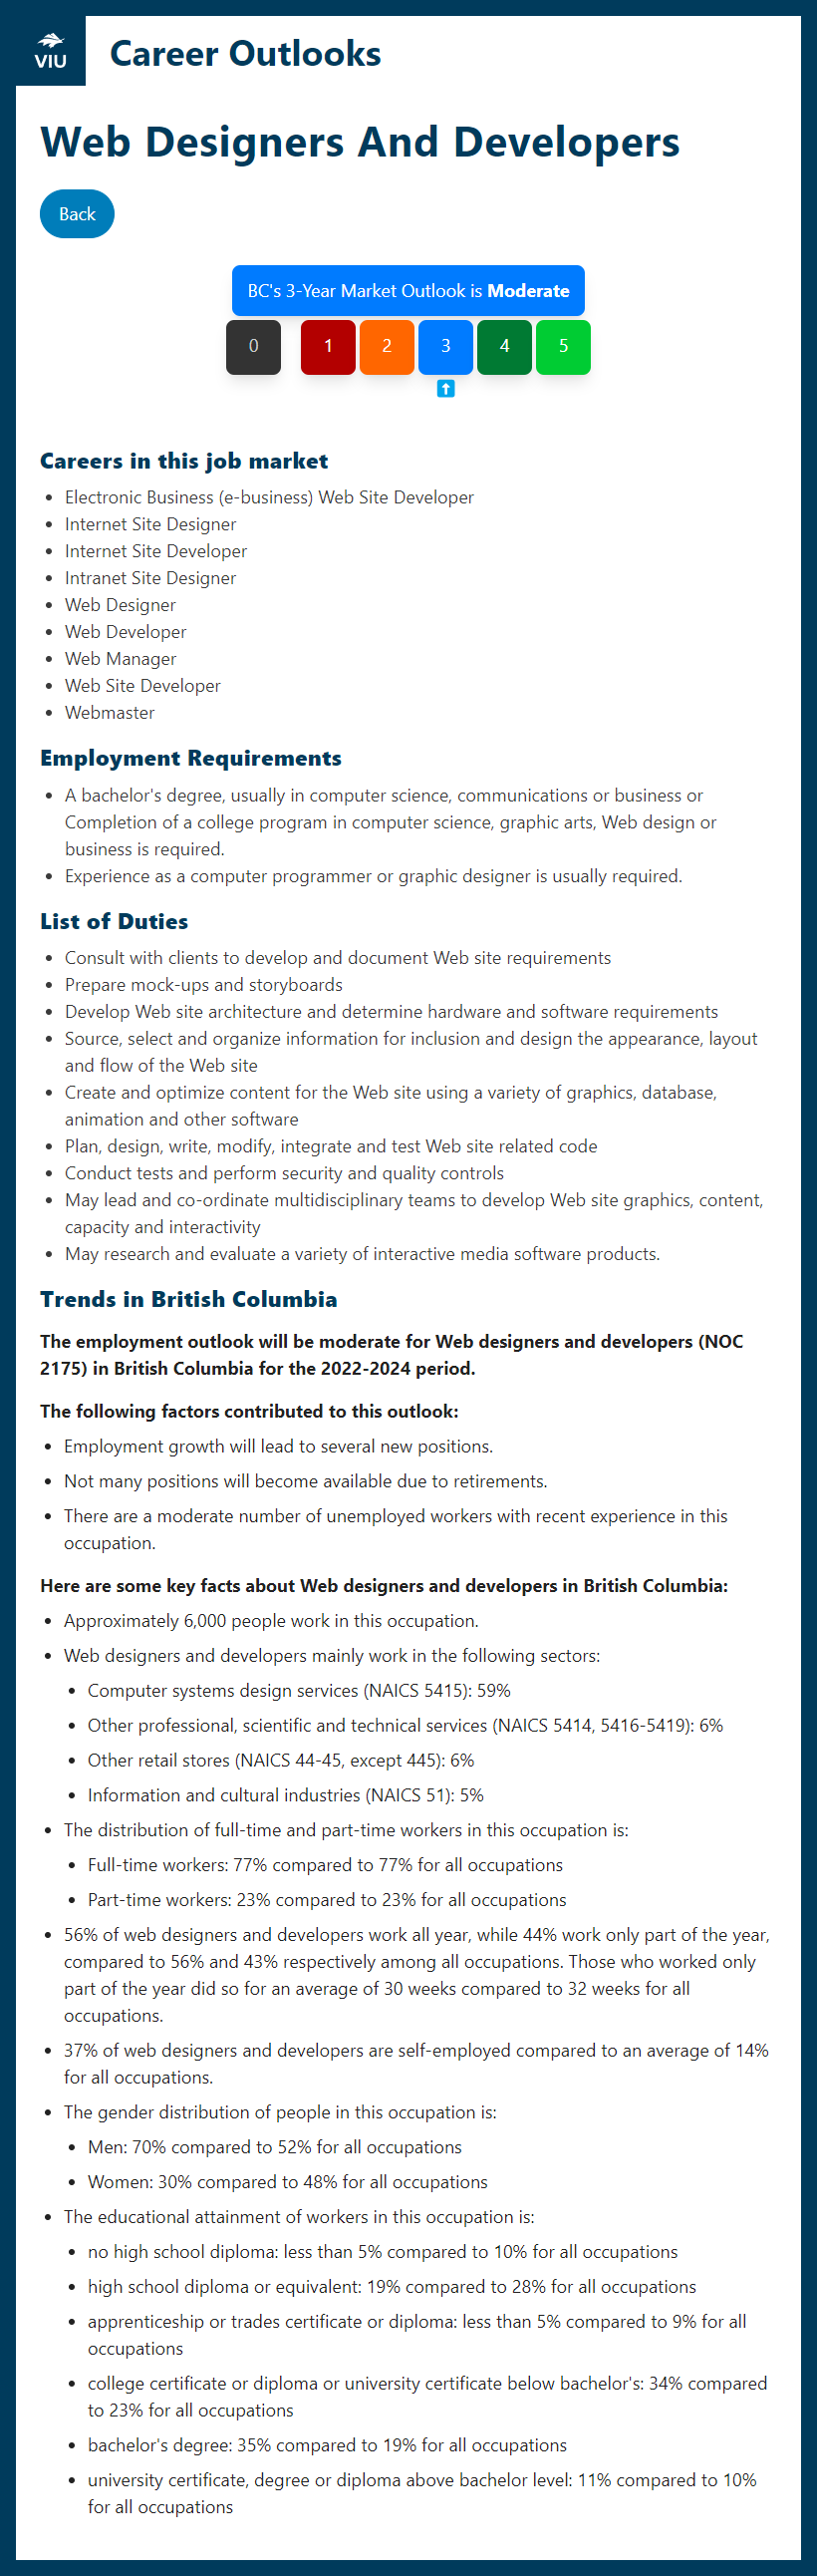 VIU
Career Outlooks
Web Designers And Developers
Back
BC's 3-Year Market Outlook is Moderate
0 1 2 3 4 5
Careers in this job market
Electronic Business (e-business) Web Site Developer
Internet Site Designer
Internet Site Developer
Intranet Site Designer
Web Designer
Web Developer
Web Manager
Web Site Developer
Webmaster
Employment Requirements
A bachelor's degree, usually in computer science, communications or business or
Completion of a college program in computer science, graphic arts, Web design or
business is required.
Experience as a computer programmer or graphic designer is usually required.
List of Duties
Consult with clients to develop and document Web site requirements
Prepare mock-ups and storyboards
Develop Web site architecture and determine hardware and software requirements
Source, select and organize information for inclusion and design the appearance, layout
and flow of the Web site
Create and optimize content for the Web site using a variety of graphics, database,
animation and other software
Plan, design, write, modify, integrate and test Web site related code
Conduct tests and perform security and quality controls
May lead and co-ordinate multidisciplinary teams to develop Web site graphics, content,
capacity and interactivity
May research and evaluate a variety of interactive media software products.
Trends in British Columbia
The employment outlook will be moderate for Web designers and developers (NOC
2175) in British Columbia for the 2022-2024 period.
The following factors contributed to this outlook:
Employment growth will lead to several new positions.
Not many positions will become available due to retirements.
There are a moderate number of unemployed workers with recent experience in this
occupation.
Here are some key facts about Web designers and developers in British Columbia:
Approximately 6,000 people work in this occupation.
Web designers and developers mainly work in the following sectors:
Computer systems design services (NAICS 5415): 59%
Other professional, scientific and technical services (NAICS 5414, 5416-5419): 6%
Other retail stores (NAICS 44-45, except 445): 6%
Information and cultural industries (NAICS 51): 5%
The distribution of full-time and part-time workers in this occupation is:
Full-time workers: 77% compared to 77% for all occupations
Part-time workers: 23% compared to 23% for all occupations
56% of web designers and developers work all year, while 44% work only part of the year,
compared to 56% and 43% respectively among all occupations. Those who worked only
part of the year did so for an average of 30 weeks compared to 32 weeks for all
occupations.
37% of web designers and developers are self-employed compared to an average of 14%
for all occupations.
The gender distribution of people in this occupation is:
Men: 70% compared to 52% for all occupations
Women: 30% compared to 48% for all occupations
The educational attainment of workers in this occupation is:
no high school diploma: less than 5% compared to 10% for all occupations
high school diploma or equivalent: 19% compared to 28% for all occupations
apprenticeship or trades certificate or diploma: less than 5% compared to 9% for all
occupations
college certificate or diploma or university certificate below bachelor's: 34% compared
to 23% for all occupations
bachelor's degree: 35% compared to 19% for all occupations
university certificate, degree or diploma above bachelor level: 11% compared to 10%
for all occupations